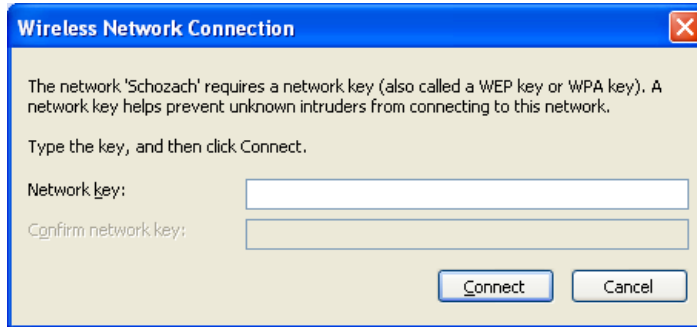 Wireless Network Connection
The network 'Schozach' requires a network key (also called a WEP key or WPA key). A
network key helps prevent unknown intruders from connecting to this network.
Type the key, and then click Connect.
Network key:
Confirm network key:
Connect Cancel